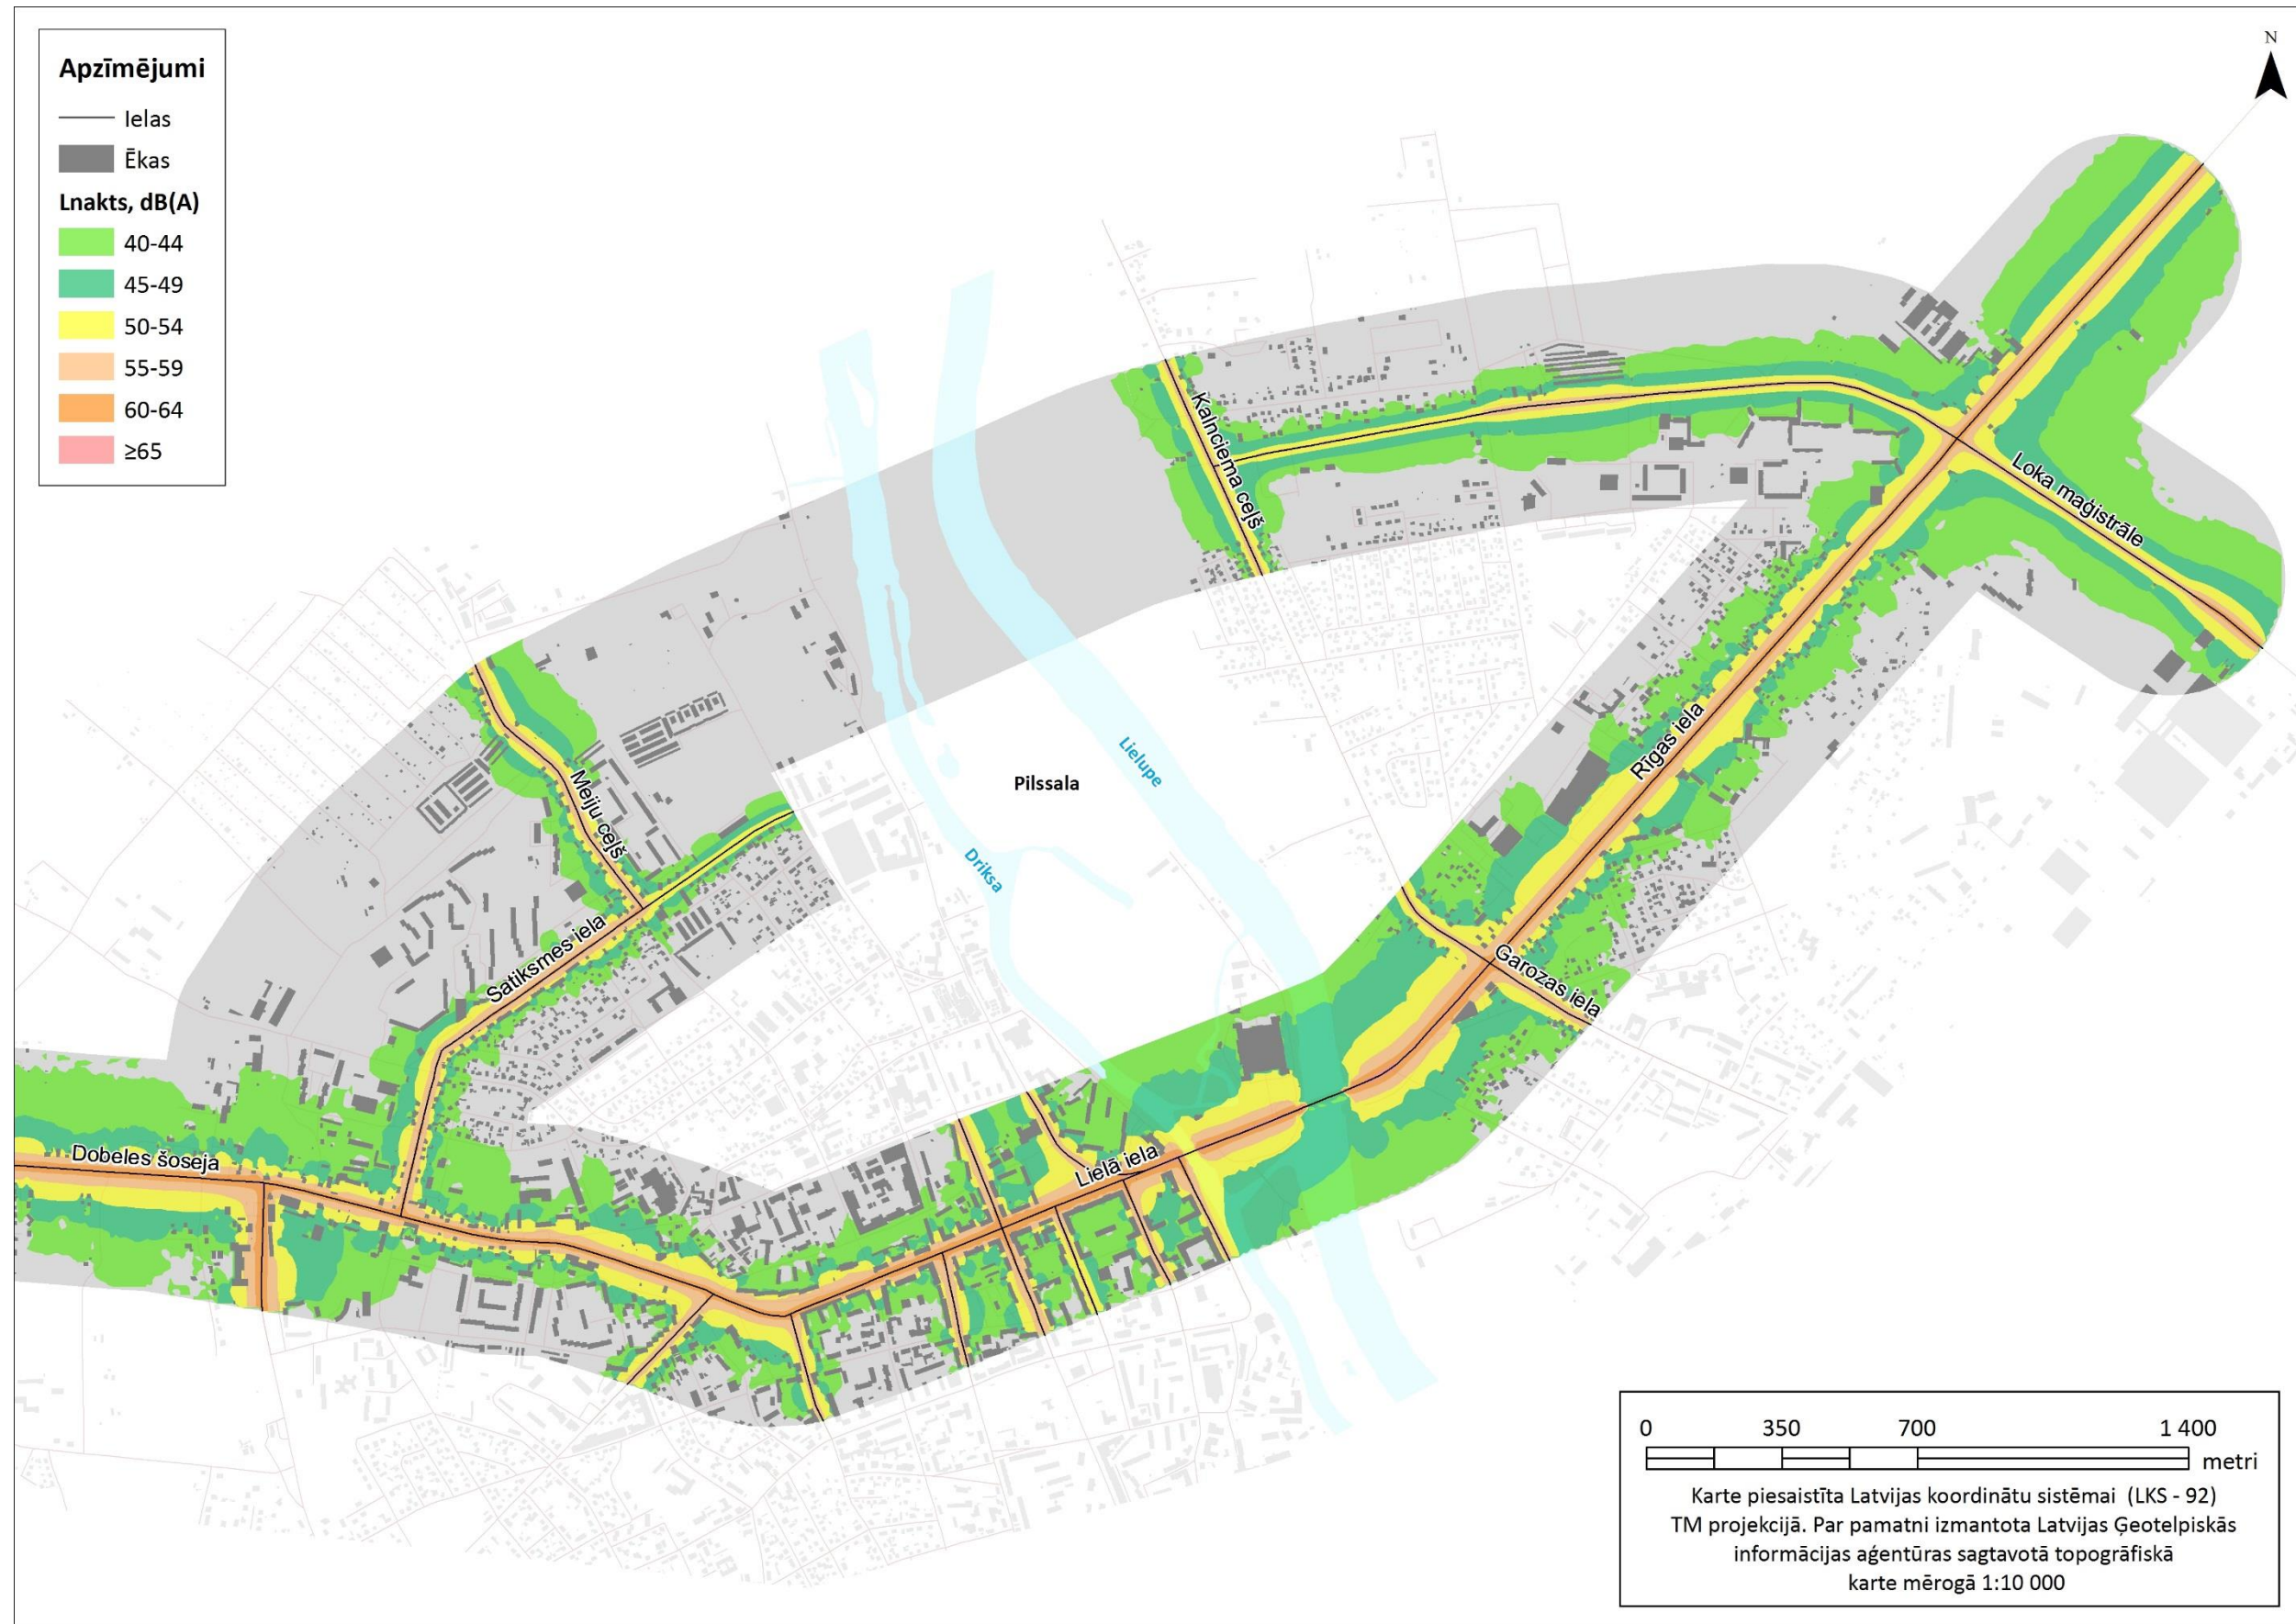 Apzīmējumi
Ielas
Ēkas
Lnakts, dB(A)
40-44
45-49
50-54
55-59
60-64
≥65
N
Kalnciema ceļš
Loka maģistrāle
Rīgas iela
Pilssala
Lielupe
Driksa
Meiju ceļš
Satiksmes iela
Garozas iela
Dobeles šoseja
Lielā iela
0 350 700 1 400
metri
Karte piesaistīta Latvijas koordinātu sistēmai (LKS - 92)
TM projekcijā. Par pamatni izmantota Latvijas Ģeotelpiskās
informācijas aģentūras sagtavotā topogrāfiskā
karte mērogā 1:10 000